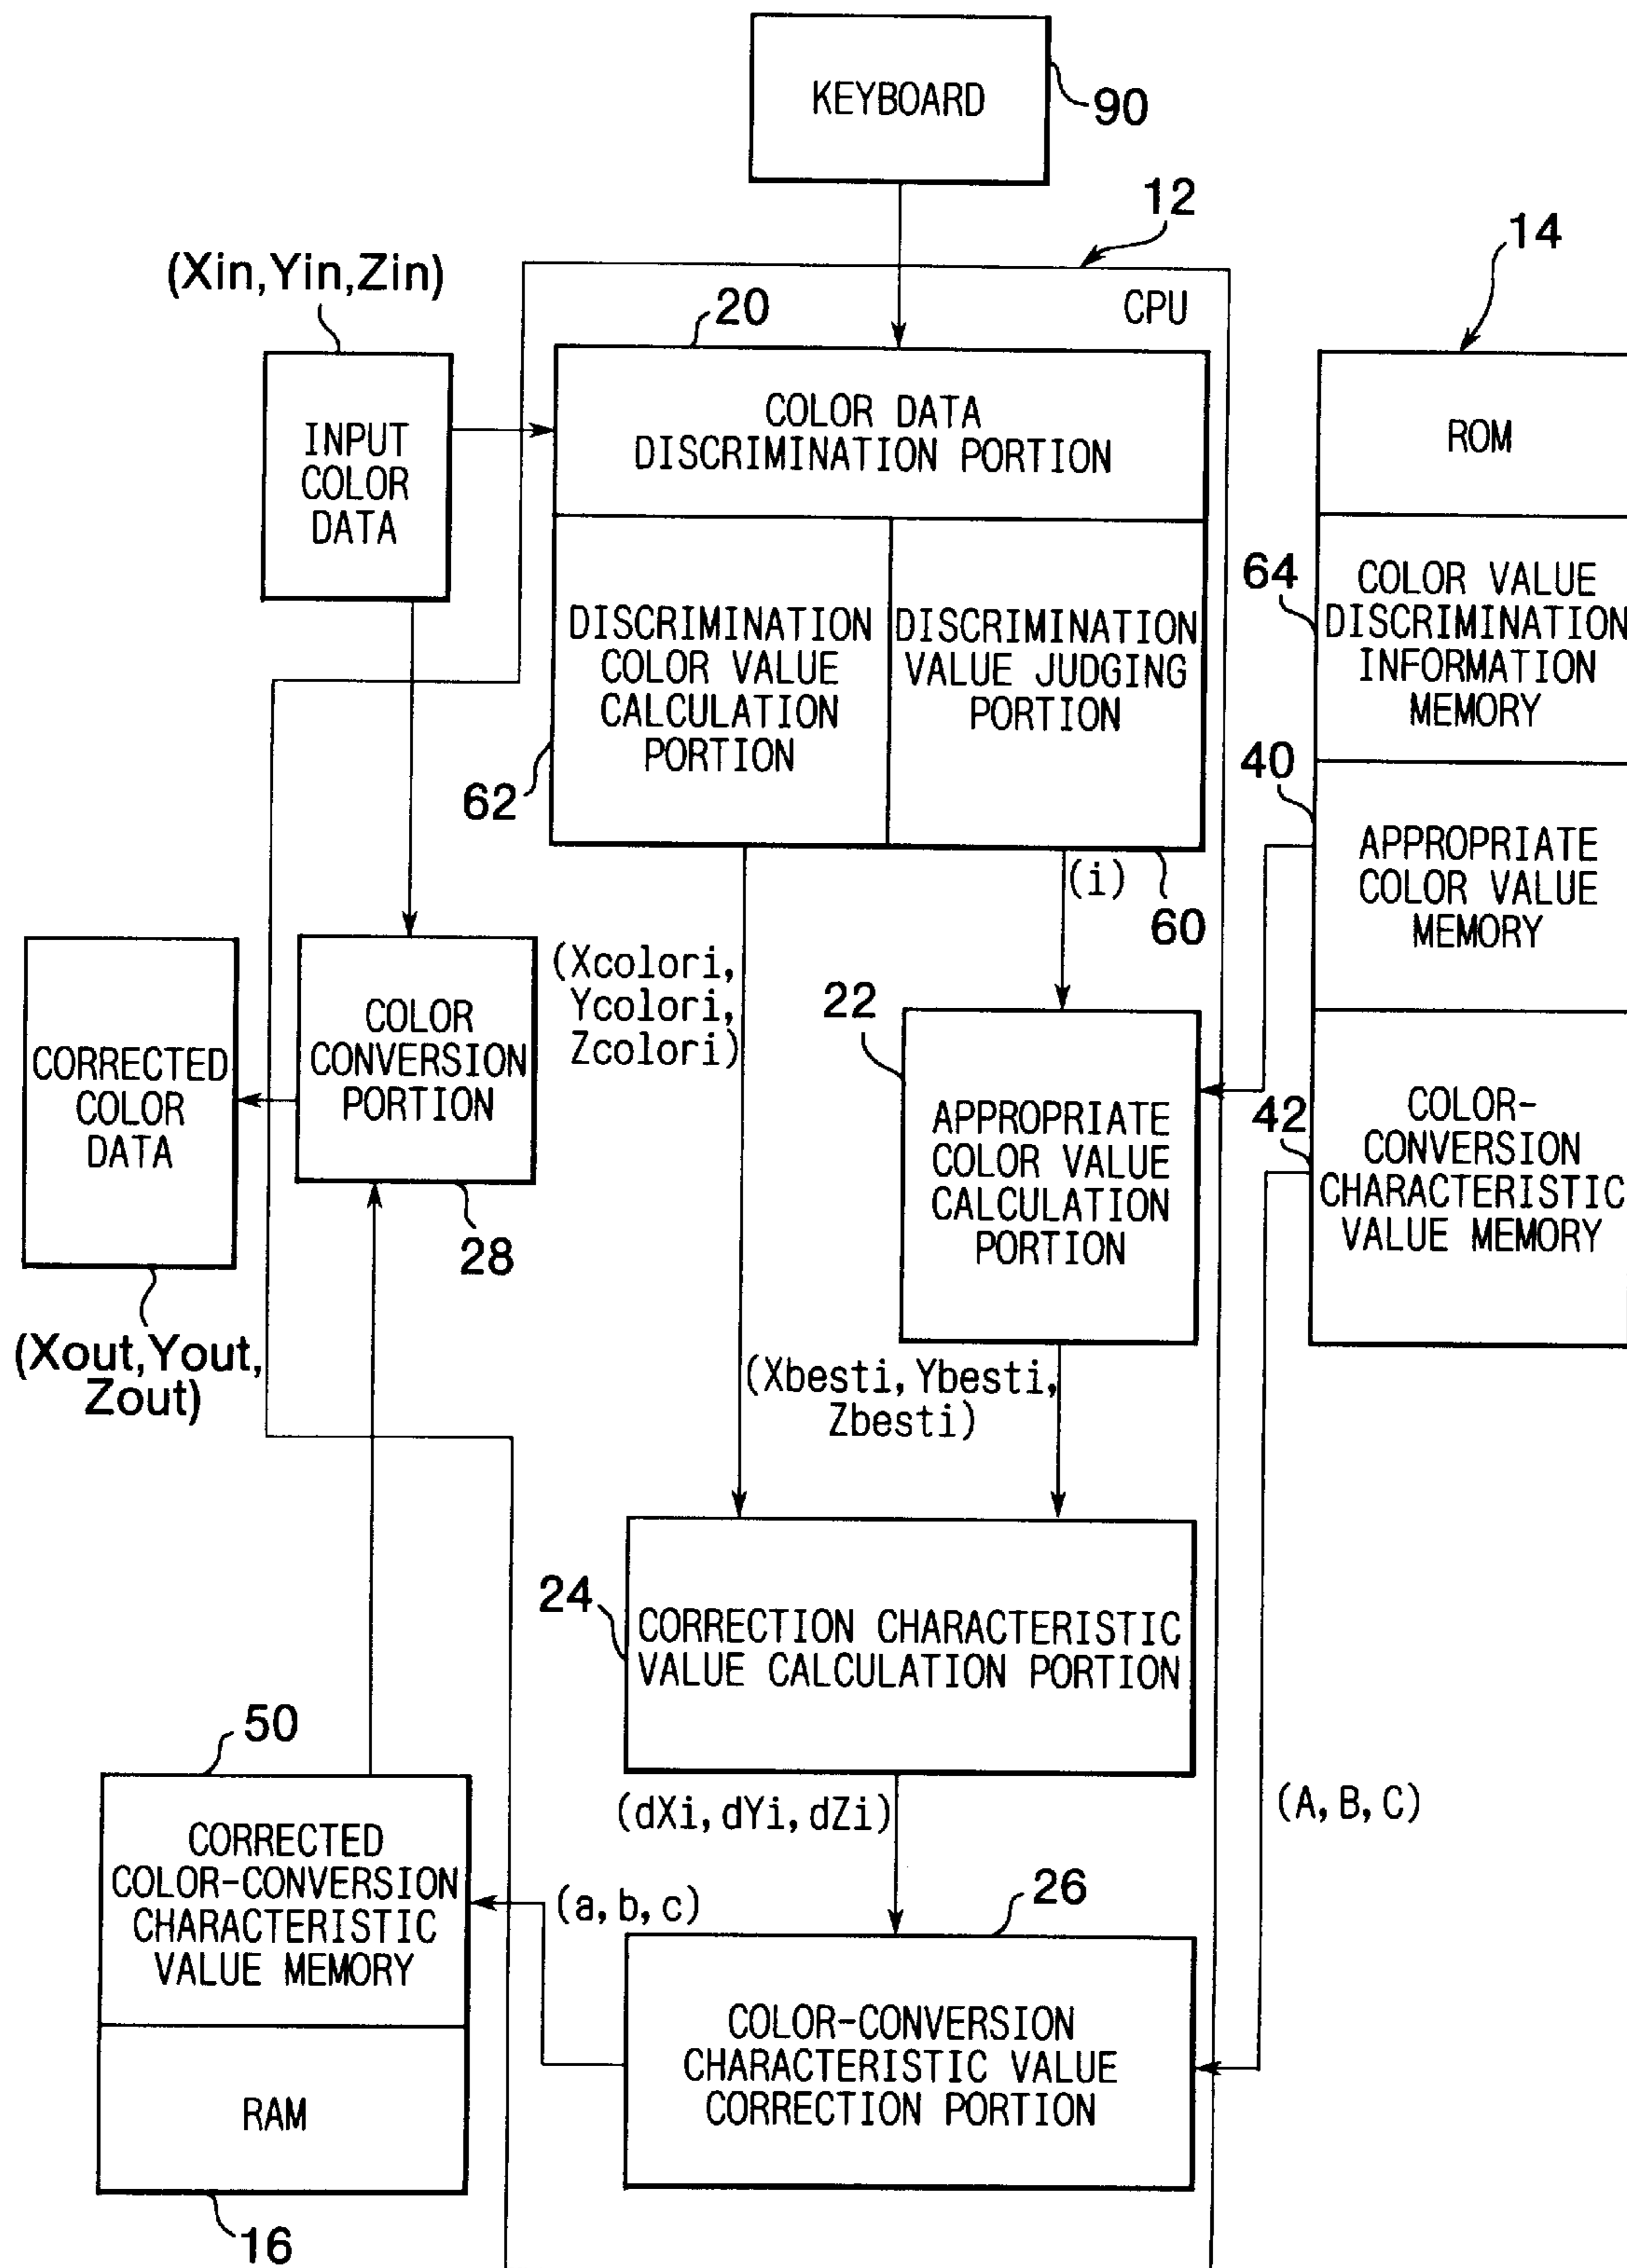 KEYBOARD
90
12
14
(Xin,Yin,Zin)
20
CPU
INPUT
COLOR
DATA
COLOR DATA
DISCRIMINATION PORTION
ROM
DISCRIMINATION
COLOR VALUE
CALCULATION
PORTION
DISCRIMINATION
VALUE JUDGING
PORTION
64
COLOR VALUE
DISCRIMINATION
INFORMATION
MEMORY
62
40
(i)
60
APPROPRIATE
COLOR VALUE
MEMORY
CORRECTED
COLOR
DATA
COLOR
CONVERSION
PORTION
(Xcolori,
Ycolori,
Zcolori)
22
APPROPRIATE
COLOR VALUE
CALCULATION
PORTION
42
COLOR-
CONVERSION
CHARACTERISTIC
VALUE MEMORY
28
(Xout,Yout,
Zout)
(Xbesti,Ybesti,
Zbesti)
24
CORRECTION CHARACTERISTIC
VALUE CALCULATION PORTION
50
(dXi,dYi,dZi)
(A,B,C)
CORRECTED
COLOR-CONVERSION
CHARACTERISTIC
VALUE MEMORY
(a,b,c)
26
COLOR-CONVERSION
CHARACTERISTIC VALUE
CORRECTION PORTION
RAM
16